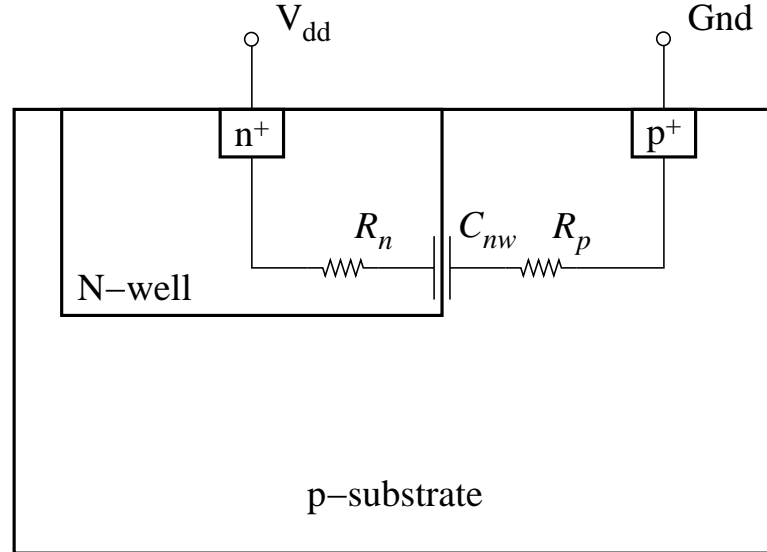 V_dd
Gnd
n⁺
p⁺
R_n
C_nw
R_p
N−well
p−substrate